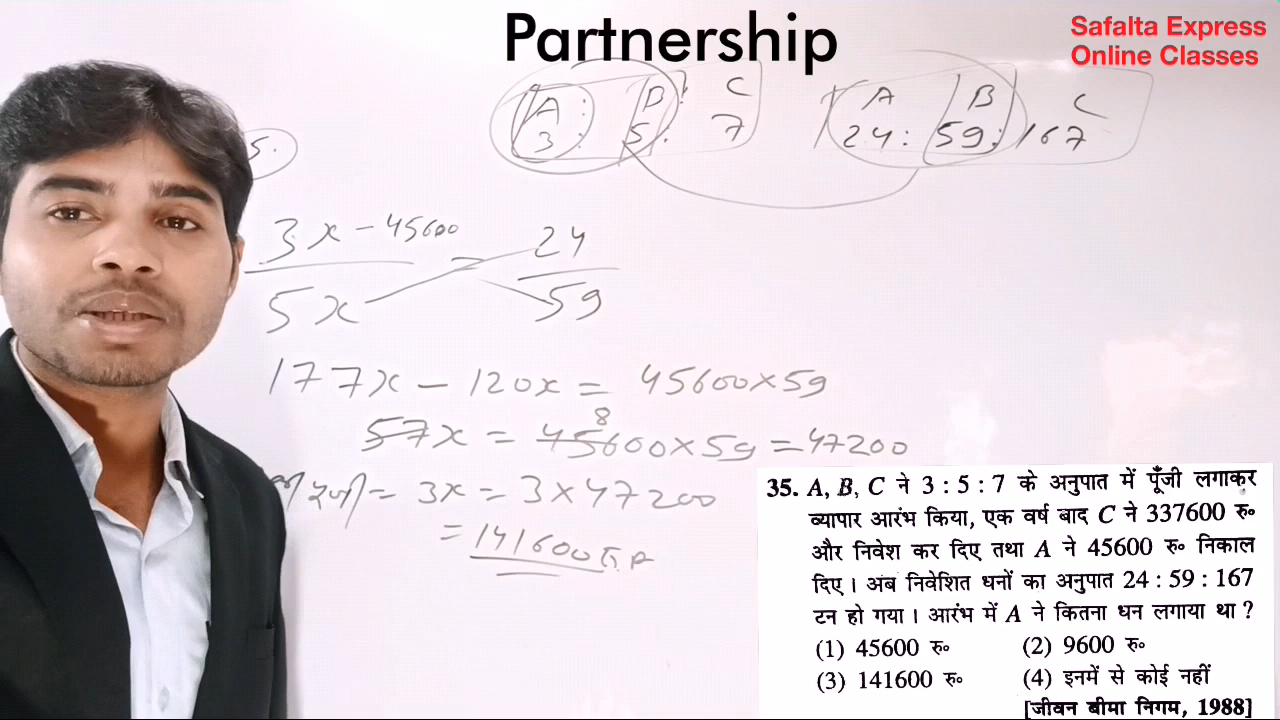 Partnership
Safalta Express
Online Classes
5.
A : B : C
3 : 5 : 7
A B C
24 : 59 : 167
3x - 45600 / 5x = 24 / 59
177x - 120x = 45600 × 59
8
57x = 45600 × 59 = 47200
= 3x = 3 × 47200
= 141600
35. A, B, C ने 3 : 5 : 7 के अनुपात में पूँजी लगाकर
व्यापार आरंभ किया, एक वर्ष बाद C ने 337600 रु॰
और निवेश कर दिए तथा A ने 45600 रु॰ निकाल
दिए। अब निवेशित धनों का अनुपात 24 : 59 : 167
टन हो गया। आरंभ में A ने कितना धन लगाया था ?
(1) 45600 रु॰ (2) 9600 रु॰
(3) 141600 रु॰ (4) इनमें से कोई नहीं
[जीवन बीमा निगम, 1988]